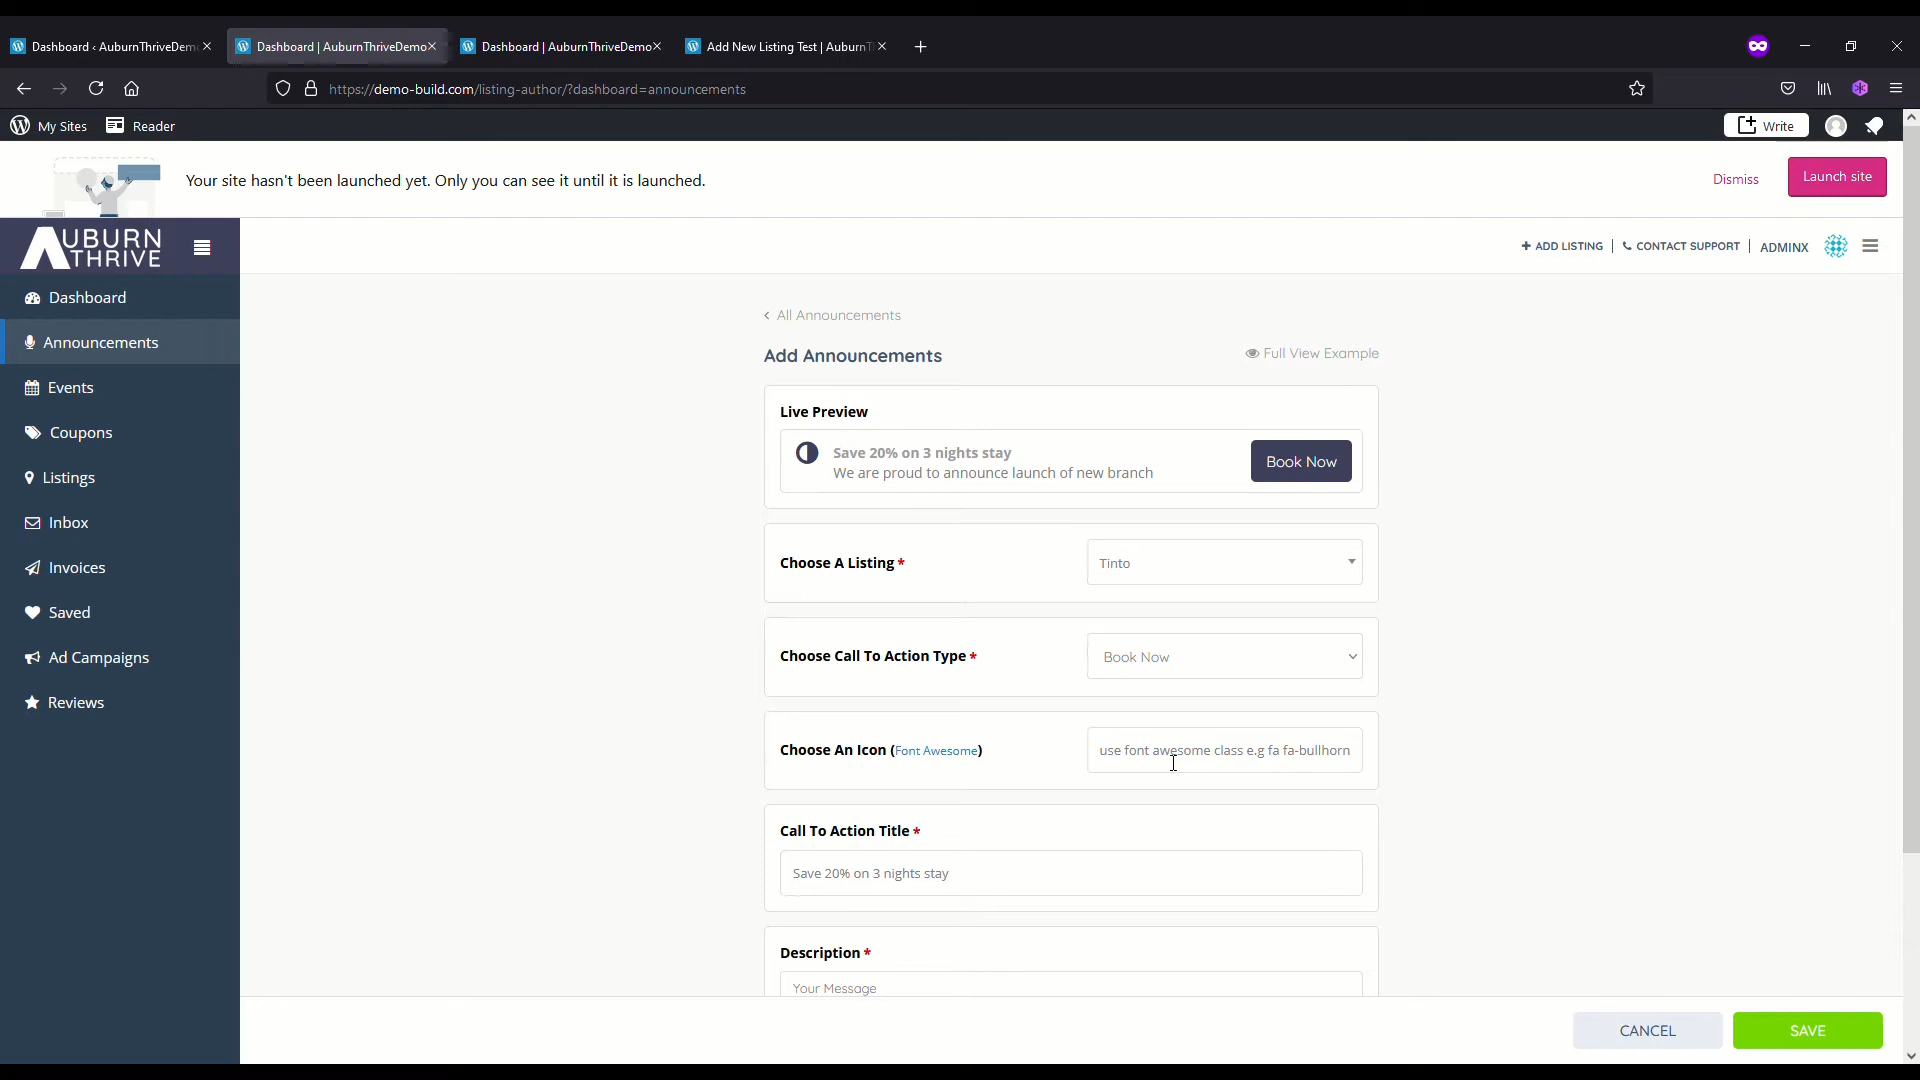 Dashboard ‹ AuburnThriveDem
Dashboard | AuburnThriveDemo
Dashboard | AuburnThriveDemo
Add New Listing Test | AuburnT
https://demo-build.com/listing-author/?dashboard=announcements
My Sites
Reader
Write
Your site hasn't been launched yet. Only you can see it until it is launched.
Dismiss
Launch site
AUBURN
THRIVE
ADD LISTING
CONTACT SUPPORT
ADMINX
Dashboard
Announcements
Events
Coupons
Listings
Inbox
Invoices
Saved
Ad Campaigns
Reviews
‹ All Announcements
Add Announcements
Full View Example
Live Preview
Save 20% on 3 nights stay
We are proud to announce launch of new branch
Book Now
Choose A Listing *
Tinto
Choose Call To Action Type *
Book Now
Choose An Icon (Font Awesome)
use font awesome class e.g fa fa-bullhorn
Call To Action Title *
Save 20% on 3 nights stay
Description *
Your Message
CANCEL
SAVE